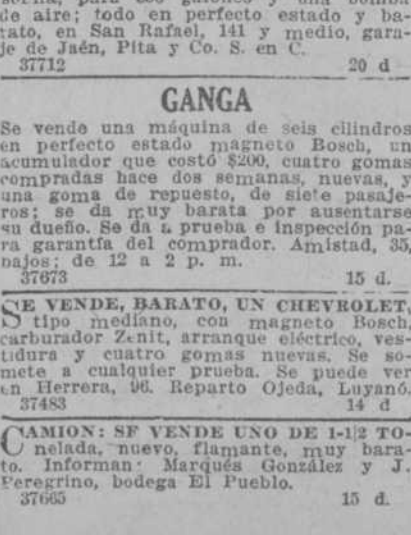 y una bomba
de aire; todo en perfecto estado y ba-
rato, en San Rafael, 141 y medio, gara-
je de Jaén, Pita y Co. S. en C.
37712 20 d
GANGA
Se vende una máquina de seis cilindros
en perfecto estado magneto Bosch, un
acumulador que costó $200, cuatro gomas
compradas hace dos semanas, nuevas, y
una goma de repuesto, de siete pasaje-
ros; se da muy barata por ausentarse
su dueño. Se da a prueba e inspección pa-
ra garantía del comprador. Amistad, 35,
bajos; de 12 a 2 p. m.
37673 15 d.
SE VENDE, BARATO, UN CHEVROLET,
tipo mediano, con magneto Bosch,
carburador Zenit, arranque eléctrico, ves-
tidura y cuatro gomas nuevas. Se so-
mete a cualquier prueba. Se puede ver
en Herrera, 96. Reparto Ojeda, Luyanó.
37483 14 d
CAMION: SE VENDE UNO DE 1-1|2 TO-
nelada, nuevo, flamante, muy bara-
to. Informan: Marqués González y J.
Peregrino, bodega El Pueblo.
37665 15 d.